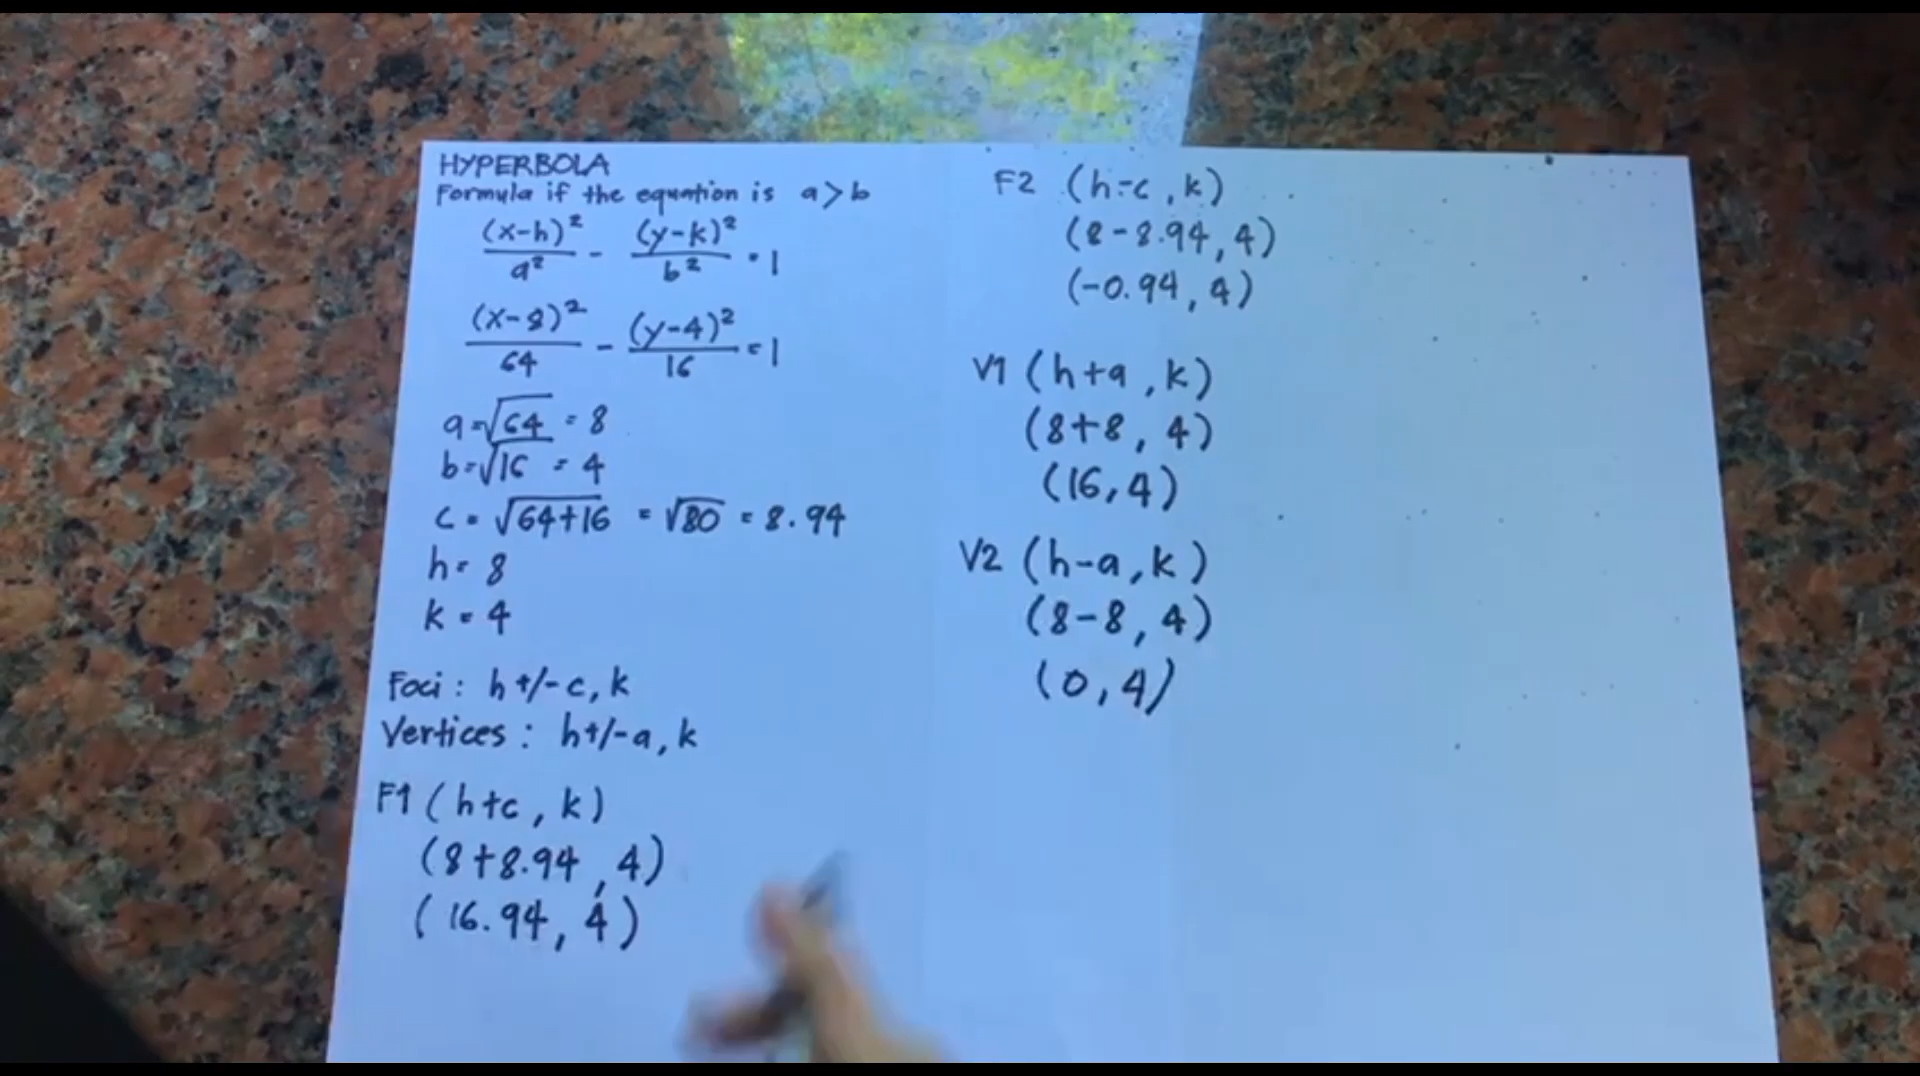 HYPERBOLA
Formula if the equation is a > b
(x-h)²/a² - (y-k)²/b² = 1
(x-8)²/64 - (y-4)²/16 = 1
a=√64 = 8
b=√16 = 4
c = √64+16 = √80 = 8.94
h= 8
k = 4
Foci : h +/- c, k
Vertices : h+/-a, k
F1 (h+c, k)
(8+8.94, 4)
(16.94, 4)
F2 (h-c, k)
(8-8.94, 4)
(-0.94, 4)
V1 (h+a, k)
(8+8, 4)
(16, 4)
V2 (h-a, k)
(8-8, 4)
(0, 4)